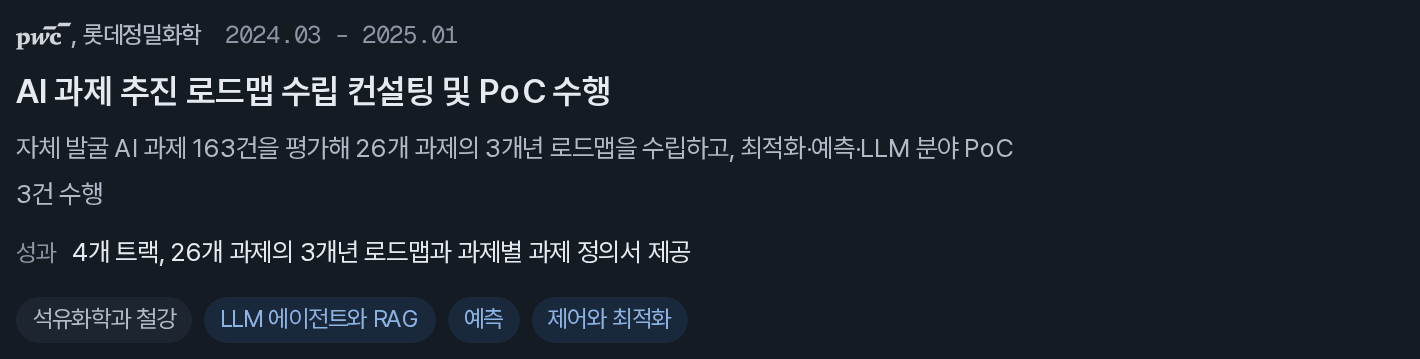 pwc, 롯데정밀화학 2024.03 - 2025.01
AI 과제 추진 로드맵 수립 컨설팅 및 PoC 수행
자체 발굴 AI 과제 163건을 평가해 26개 과제의 3개년 로드맵을 수립하고, 최적화·예측·LLM 분야 PoC
3건 수행
성과 4개 트랙, 26개 과제의 3개년 로드맵과 과제별 과제 정의서 제공
석유화학과 철강 LLM 에이전트와 RAG 예측 제어와 최적화